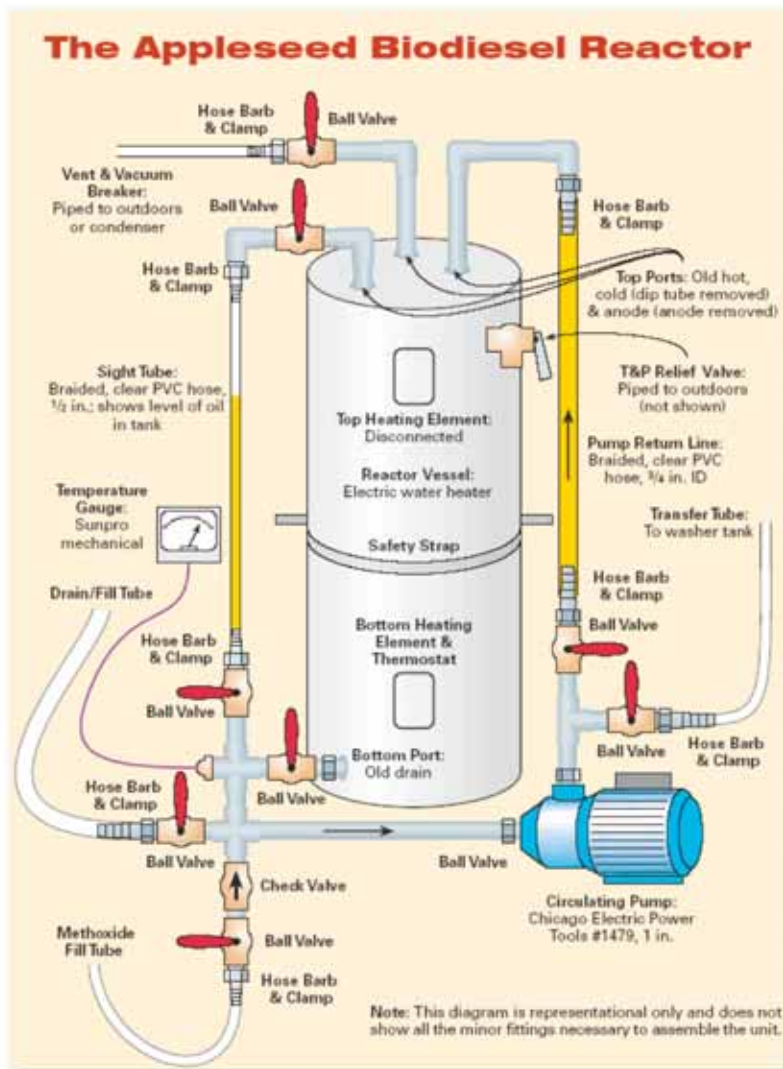 The Appleseed Biodiesel Reactor
Hose Barb
& Clamp
Ball Valve
Vent & Vacuum
Breaker:
Piped to outdoors
or condenser
Ball Valve
Hose Barb
& Clamp
Hose Barb
& Clamp
Top Ports: Old hot,
cold (dip tube removed)
& anode (anode removed)
Sight Tube:
Braided, clear PVC hose,
1/2 in.; shows level of oil
in tank
T&P Relief Valve:
Piped to outdoors
(not shown)
Top Heating Element:
Disconnected
Pump Return Line:
Braided, clear PVC
hose, 3/4 in. ID
Reactor Vessel:
Electric water heater
Temperature
Gauge:
Sunpro
mechanical
Transfer Tube:
To washer tank
Safety Strap
Drain/Fill Tube
Hose Barb
& Clamp
Ball Valve
Bottom Heating
Element &
Thermostat
Hose Barb
& Clamp
Ball Valve
Ball Valve
Hose Barb
& Clamp
Bottom Port:
Old drain
Ball Valve
Hose Barb
& Clamp
Ball Valve
Ball Valve
Check Valve
Circulating Pump:
Chicago Electric Power
Tools #1479, 1 in.
Methoxide
Fill Tube
Ball Valve
Hose Barb
& Clamp
Note: This diagram is representational only and does not
show all the minor fittings necessary to assemble the unit.